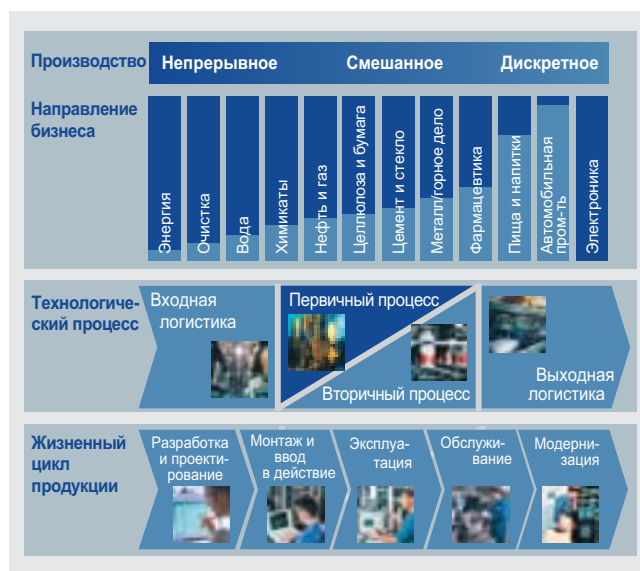 Производство
Непрерывное
Смешанное
Дискретное
Направление
бизнеса
Энергия
Очистка
Вода
Химикаты
Нефть и газ
Целлюлоза и бумага
Цемент и стекло
Металл/горное дело
Фармацевтика
Пища и напитки
Автомобильная
пром-ть
Электроника
Технологиче-
ский процесс
Входная
логистика
Первичный процесс
Вторичный процесс
Выходная
логистика
Жизненный
цикл
продукции
Разработка
и проекти-
рование
Монтаж и
ввод
в действие
Эксплуа-
тация
Обслужи-
вание
Модерни-
зация